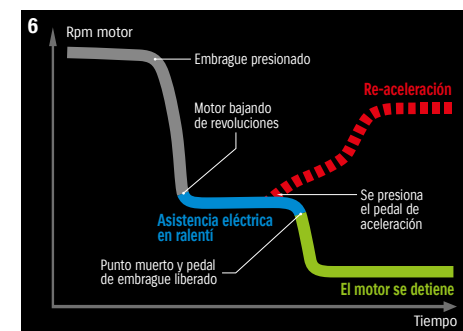 6
Rpm motor
Embrague presionado
Re-aceleración
Motor bajando
de revoluciones
Se presiona
el pedal de
aceleración
Asistencia eléctrica
en ralentí
Punto muerto y pedal
de embrague liberado
El motor se detiene
Tiempo